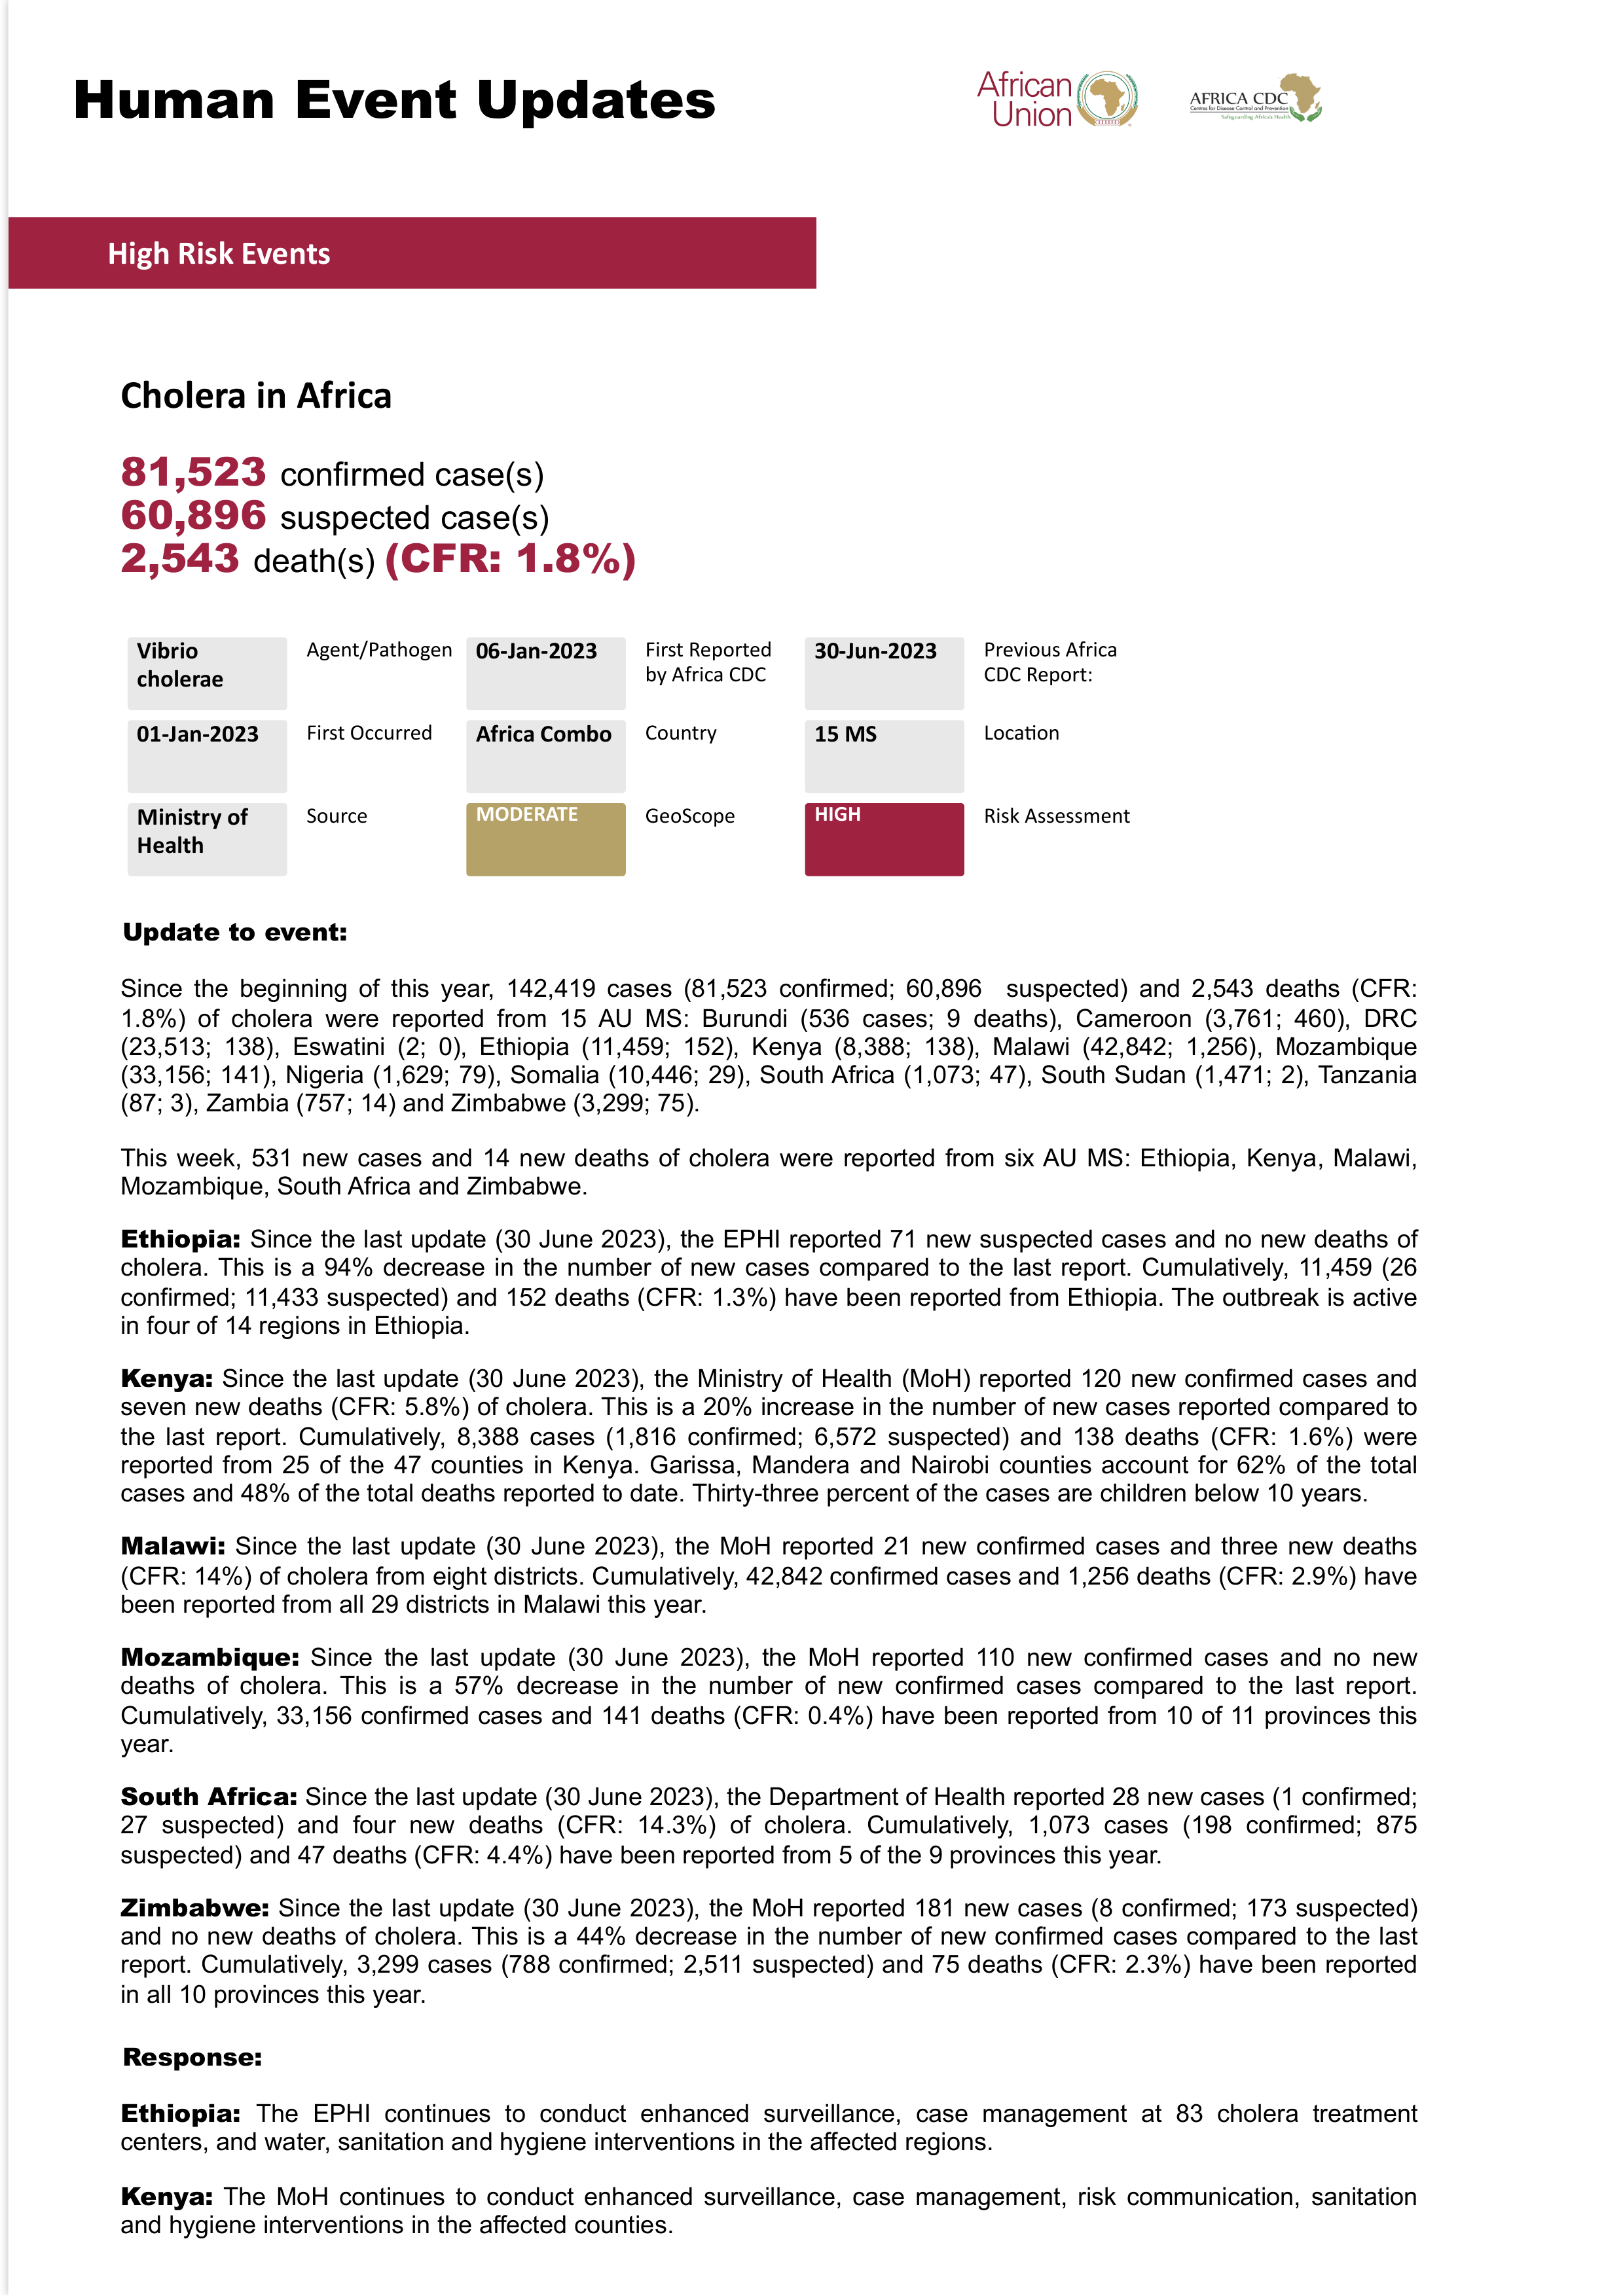 Human Event Updates
African
Union
AFRICA CDC
Centres for Disease Control and Prevention
Safeguarding Africa's Health
High Risk Events
Cholera in Africa
81,523 confirmed case(s)
60,896 suspected case(s)
2,543 death(s) (CFR: 1.8%)
Vibrio
cholerae
Agent/Pathogen
06-Jan-2023
First Reported
by Africa CDC
30-Jun-2023
Previous Africa
CDC Report:
01-Jan-2023
First Occurred
Africa Combo
Country
15 MS
Location
Ministry of
Health
Source
MODERATE
GeoScope
HIGH
Risk Assessment
Update to event:
Since the beginning of this year, 142,419 cases (81,523 confirmed; 60,896 suspected) and 2,543 deaths (CFR:
1.8%) of cholera were reported from 15 AU MS: Burundi (536 cases; 9 deaths), Cameroon (3,761; 460), DRC
(23,513; 138), Eswatini (2; 0), Ethiopia (11,459; 152), Kenya (8,388; 138), Malawi (42,842; 1,256), Mozambique
(33,156; 141), Nigeria (1,629; 79), Somalia (10,446; 29), South Africa (1,073; 47), South Sudan (1,471; 2), Tanzania
(87; 3), Zambia (757; 14) and Zimbabwe (3,299; 75).
This week, 531 new cases and 14 new deaths of cholera were reported from six AU MS: Ethiopia, Kenya, Malawi,
Mozambique, South Africa and Zimbabwe.
Ethiopia: Since the last update (30 June 2023), the EPHI reported 71 new suspected cases and no new deaths of
cholera. This is a 94% decrease in the number of new cases compared to the last report. Cumulatively, 11,459 (26
confirmed; 11,433 suspected) and 152 deaths (CFR: 1.3%) have been reported from Ethiopia. The outbreak is active
in four of 14 regions in Ethiopia.
Kenya: Since the last update (30 June 2023), the Ministry of Health (MoH) reported 120 new confirmed cases and
seven new deaths (CFR: 5.8%) of cholera. This is a 20% increase in the number of new cases reported compared to
the last report. Cumulatively, 8,388 cases (1,816 confirmed; 6,572 suspected) and 138 deaths (CFR: 1.6%) were
reported from 25 of the 47 counties in Kenya. Garissa, Mandera and Nairobi counties account for 62% of the total
cases and 48% of the total deaths reported to date. Thirty-three percent of the cases are children below 10 years.
Malawi: Since the last update (30 June 2023), the MoH reported 21 new confirmed cases and three new deaths
(CFR: 14%) of cholera from eight districts. Cumulatively, 42,842 confirmed cases and 1,256 deaths (CFR: 2.9%) have
been reported from all 29 districts in Malawi this year.
Mozambique: Since the last update (30 June 2023), the MoH reported 110 new confirmed cases and no new
deaths of cholera. This is a 57% decrease in the number of new confirmed cases compared to the last report.
Cumulatively, 33,156 confirmed cases and 141 deaths (CFR: 0.4%) have been reported from 10 of 11 provinces this
year.
South Africa: Since the last update (30 June 2023), the Department of Health reported 28 new cases (1 confirmed;
27 suspected) and four new deaths (CFR: 14.3%) of cholera. Cumulatively, 1,073 cases (198 confirmed; 875
suspected) and 47 deaths (CFR: 4.4%) have been reported from 5 of the 9 provinces this year.
Zimbabwe: Since the last update (30 June 2023), the MoH reported 181 new cases (8 confirmed; 173 suspected)
and no new deaths of cholera. This is a 44% decrease in the number of new confirmed cases compared to the last
report. Cumulatively, 3,299 cases (788 confirmed; 2,511 suspected) and 75 deaths (CFR: 2.3%) have been reported
in all 10 provinces this year.
Response:
Ethiopia: The EPHI continues to conduct enhanced surveillance, case management at 83 cholera treatment
centers, and water, sanitation and hygiene interventions in the affected regions.
Kenya: The MoH continues to conduct enhanced surveillance, case management, risk communication, sanitation
and hygiene interventions in the affected counties.